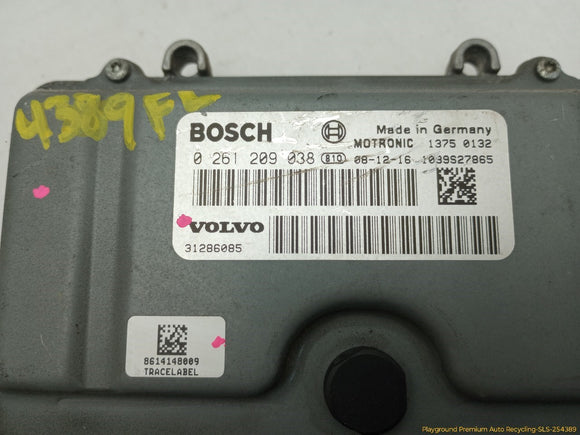 4389FL
BOSCH
Made in Germany
MOTRONIC 1375 0132
0 261 209 038 810 08-12-16 1039S27865
VOLVO
31286085
8614148009
TRACELABEL
Playground Premium Auto Recycling-SLS-254389